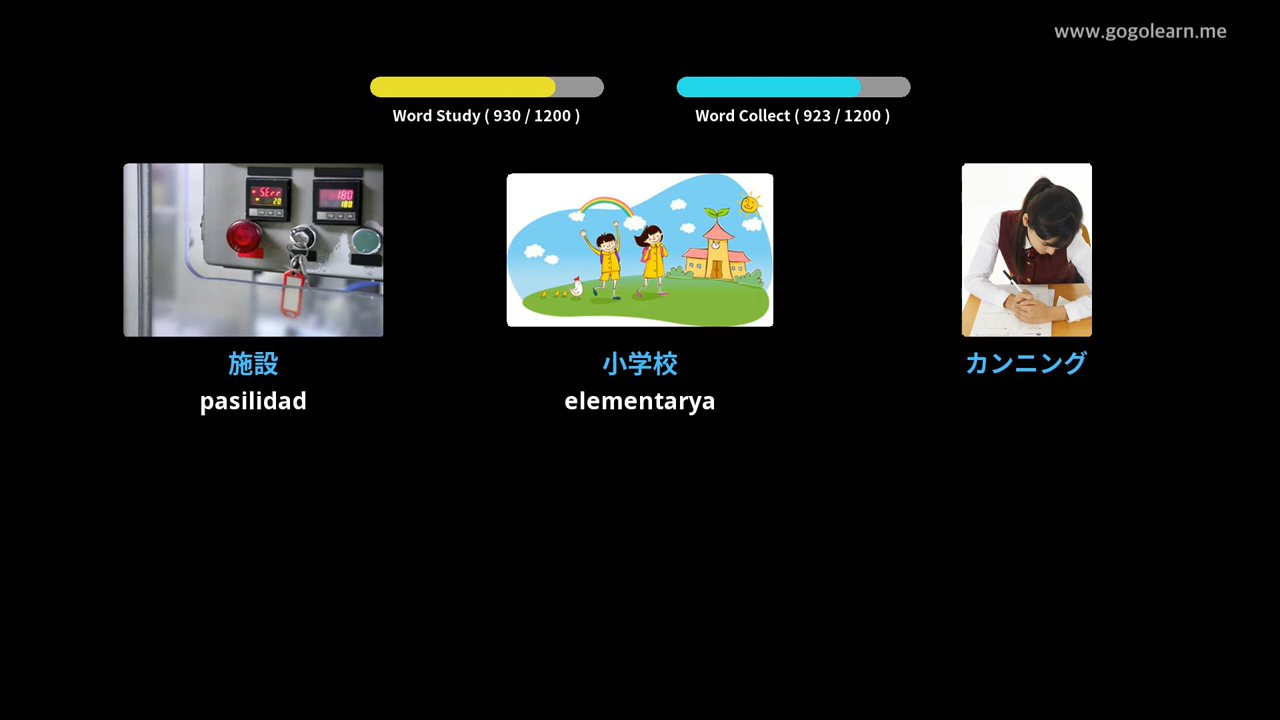 www.gogolearn.me
Word Study ( 930 / 1200 )
Word Collect ( 923 / 1200 )
施設
pasilidad
小学校
elementarya
カンニング